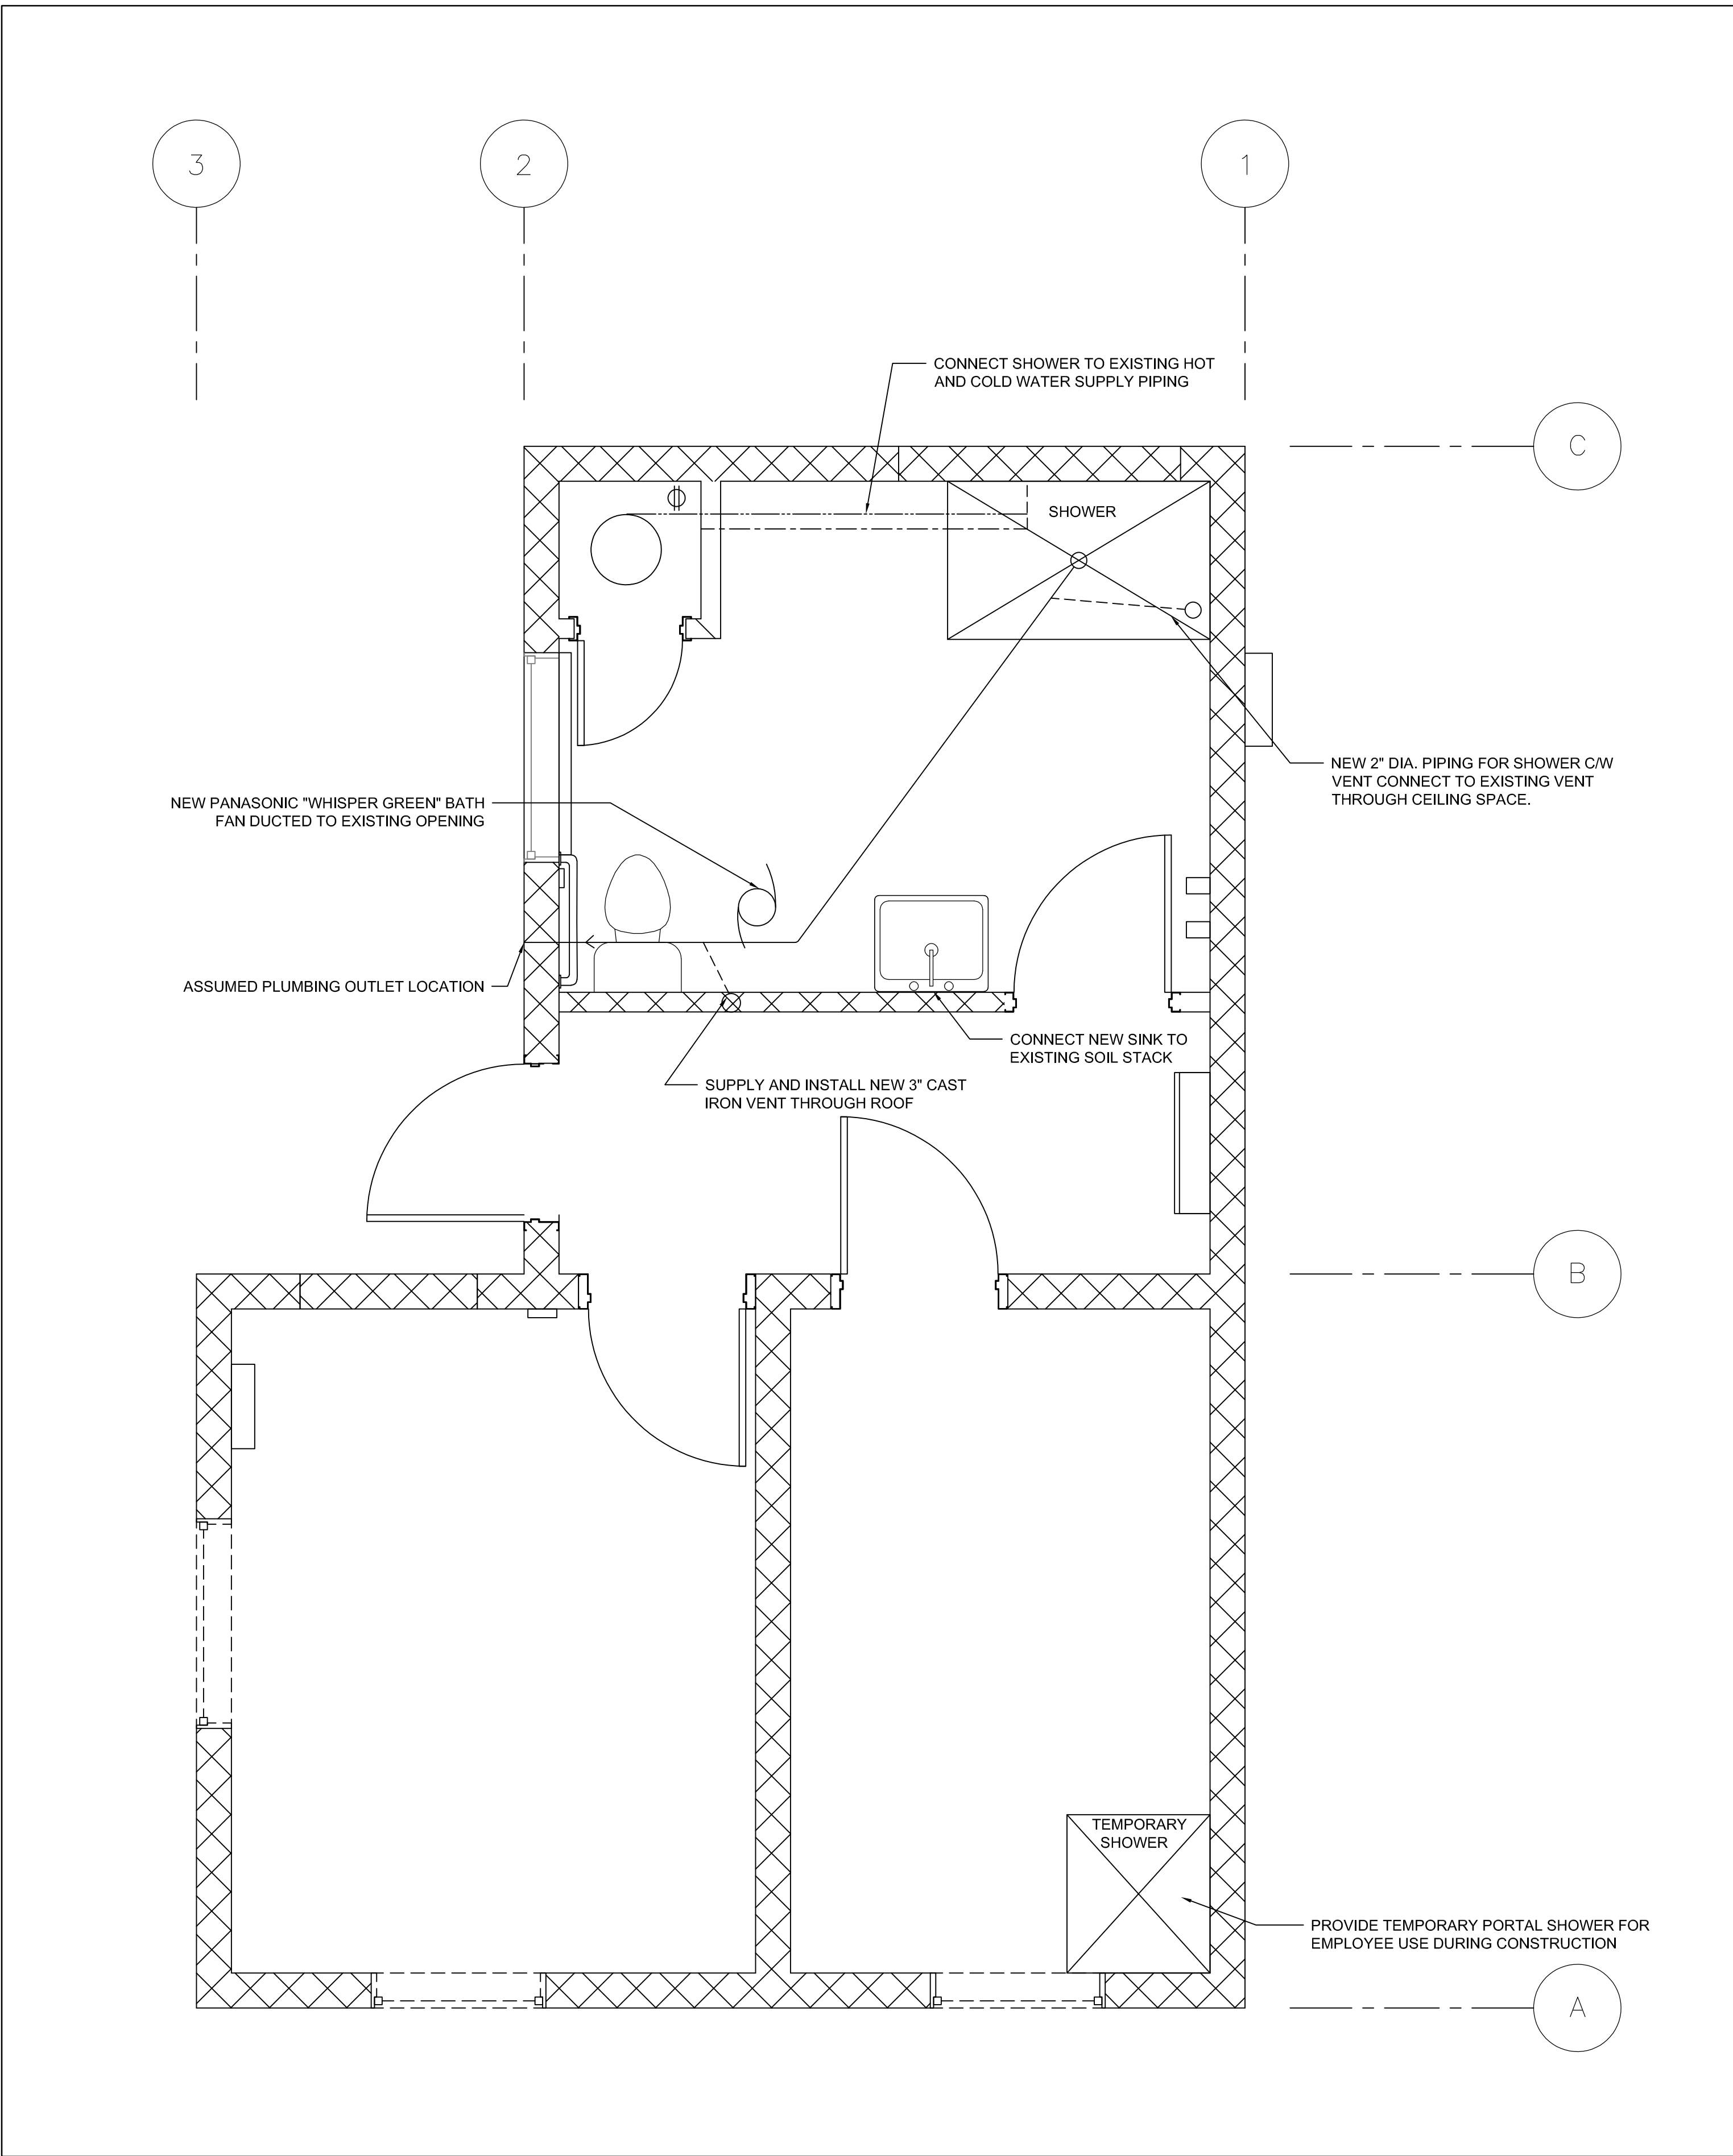 3
2
1
CONNECT SHOWER TO EXISTING HOT
AND COLD WATER SUPPLY PIPING
C
SHOWER
NEW 2" DIA. PIPING FOR SHOWER C/W
VENT CONNECT TO EXISTING VENT
THROUGH CEILING SPACE.
NEW PANASONIC "WHISPER GREEN" BATH
FAN DUCTED TO EXISTING OPENING
ASSUMED PLUMBING OUTLET LOCATION
CONNECT NEW SINK TO
EXISTING SOIL STACK
SUPPLY AND INSTALL NEW 3" CAST
IRON VENT THROUGH ROOF
B
TEMPORARY
SHOWER
PROVIDE TEMPORARY PORTAL SHOWER FOR
EMPLOYEE USE DURING CONSTRUCTION
A